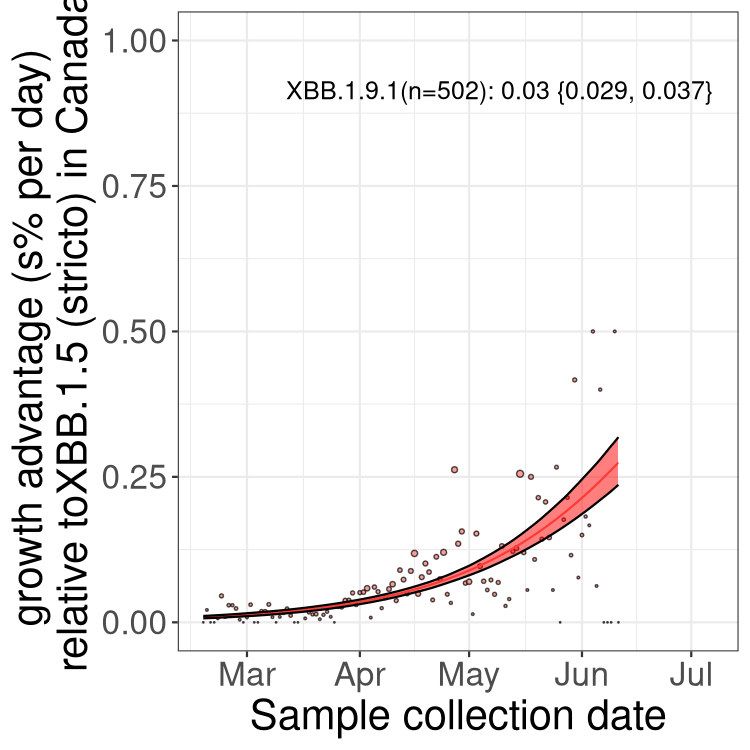 growth advantage (s% per day)
relative toXBB.1.5 (stricto) in Canada
1.00
0.75
0.50
0.25
0.00
XBB.1.9.1(n=502): 0.03 {0.029, 0.037}
Mar Apr May Jun Jul
Sample collection date